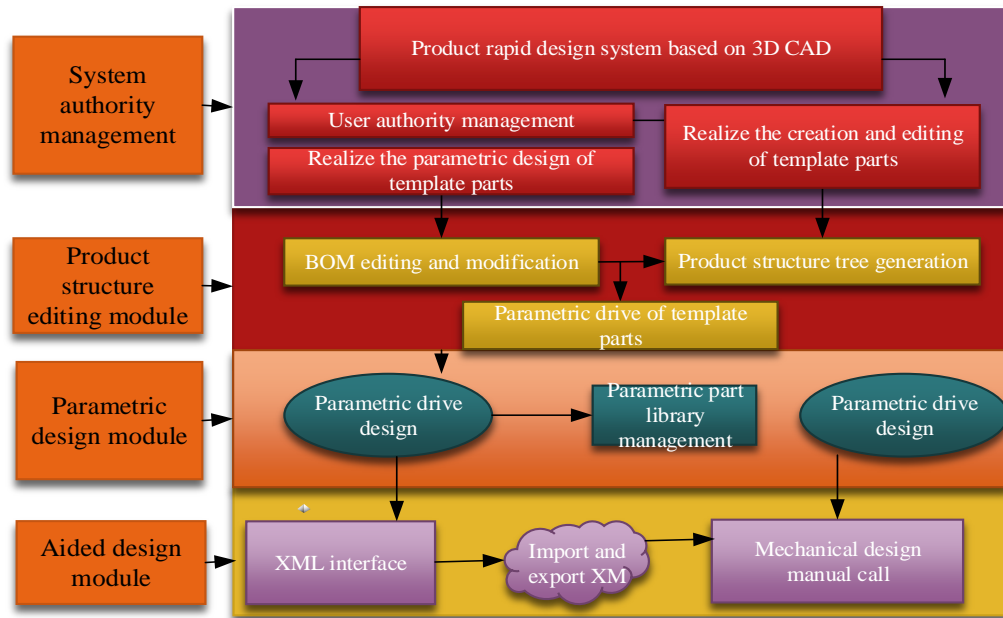 System
authority
management
Product rapid design system based on 3D CAD
User authority management
Realize the creation and editing
of template parts
Realize the parametric design of
template parts
Product
structure
editing module
BOM editing and modification
Product structure tree generation
Parametric drive of template
parts
Parametric
design module
Parametric drive
design
Parametric part
library
management
Parametric drive
design
Aided design
module
XML interface
Import and
export XM
Mechanical design
manual call